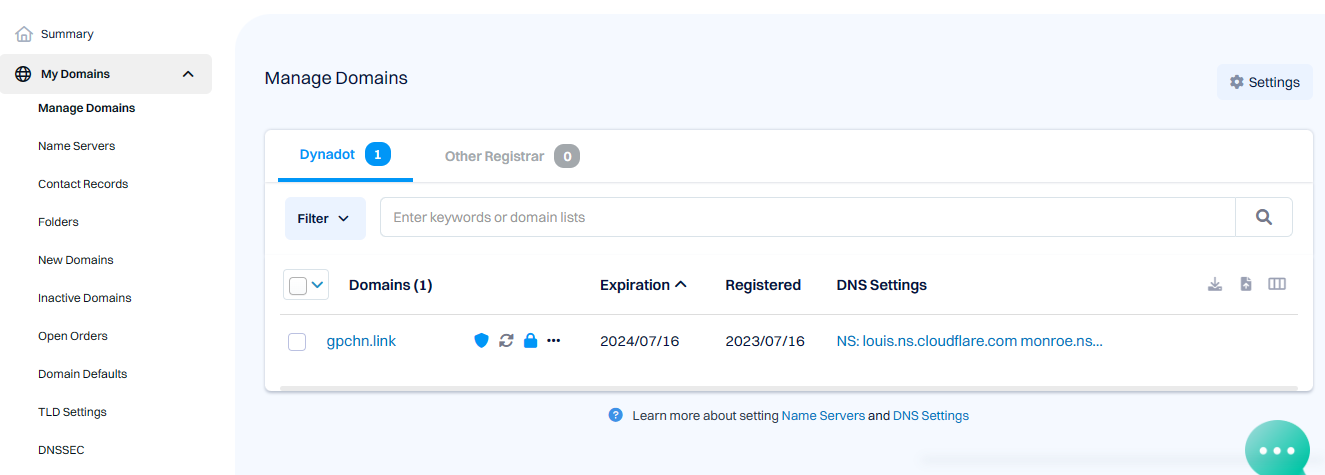 Summary
My Domains
Manage Domains
Name Servers
Contact Records
Folders
New Domains
Inactive Domains
Open Orders
Domain Defaults
TLD Settings
DNSSEC
Manage Domains
Settings
Dynadot 1
Other Registrar 0
Filter
Enter keywords or domain lists
Domains (1) Expiration Registered DNS Settings
gpchn.link 2024/07/16 2023/07/16 NS: louis.ns.cloudflare.com monroe.ns...
Learn more about setting Name Servers and DNS Settings